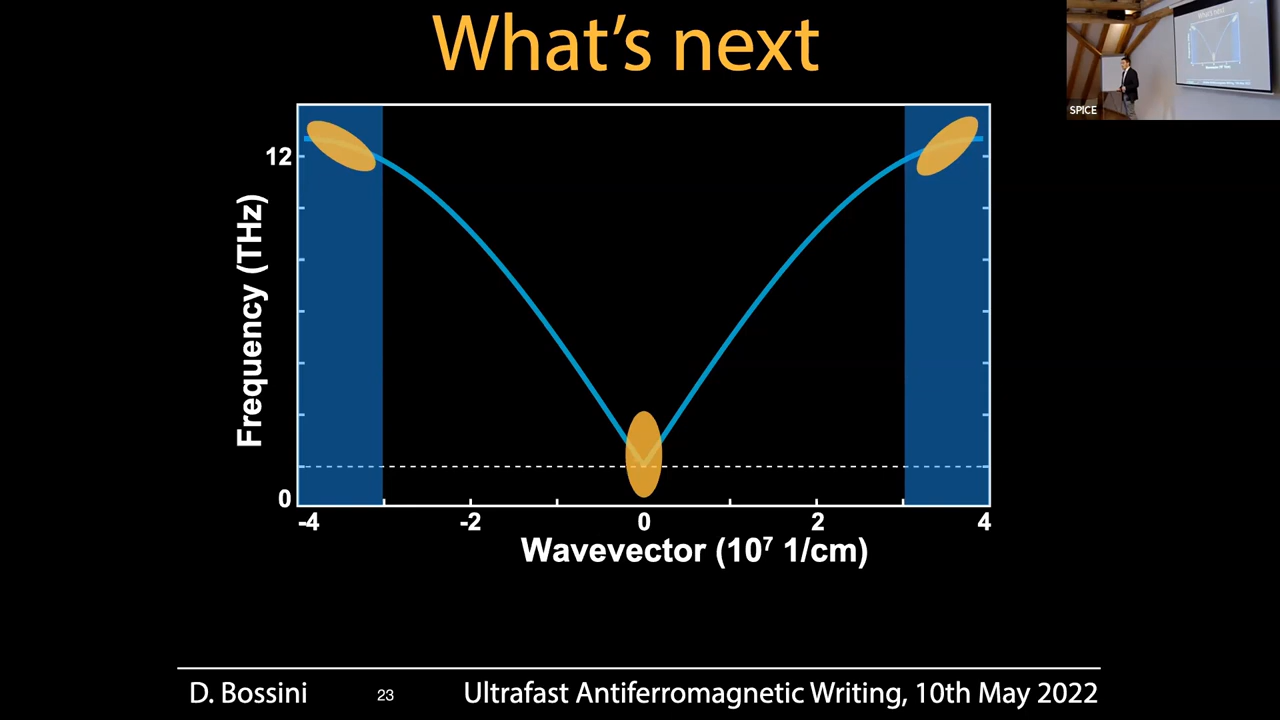 What's next
SPICE
12
Frequency (THz)
0
-4 -2 0 2 4
Wavevector (10⁷ 1/cm)
D. Bossini 23 Ultrafast Antiferromagnetic Writing, 10th May 2022